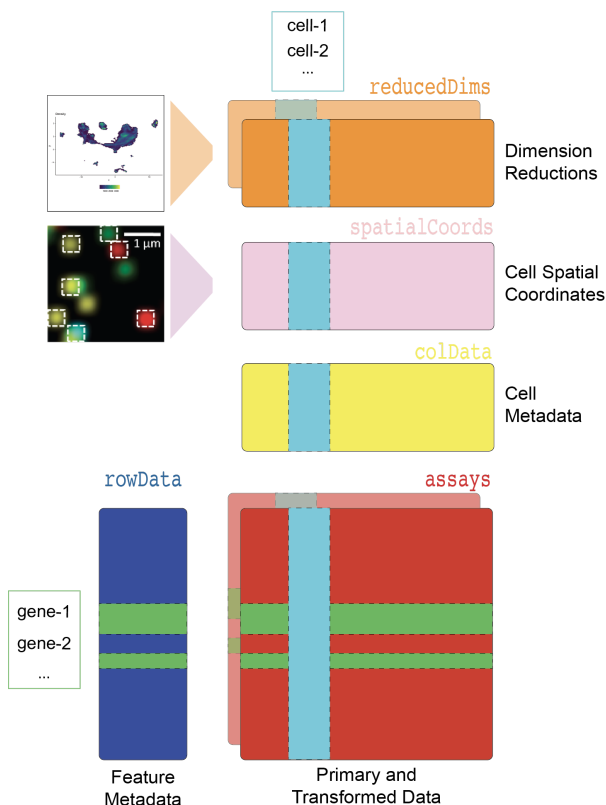 cell-1
cell-2
...
reducedDims
Dimension
Reductions
spatialCoords
1 µm
Cell Spatial
Coordinates
colData
Cell
Metadata
rowData
assays
gene-1
gene-2
...
Feature
Metadata
Primary and
Transformed Data